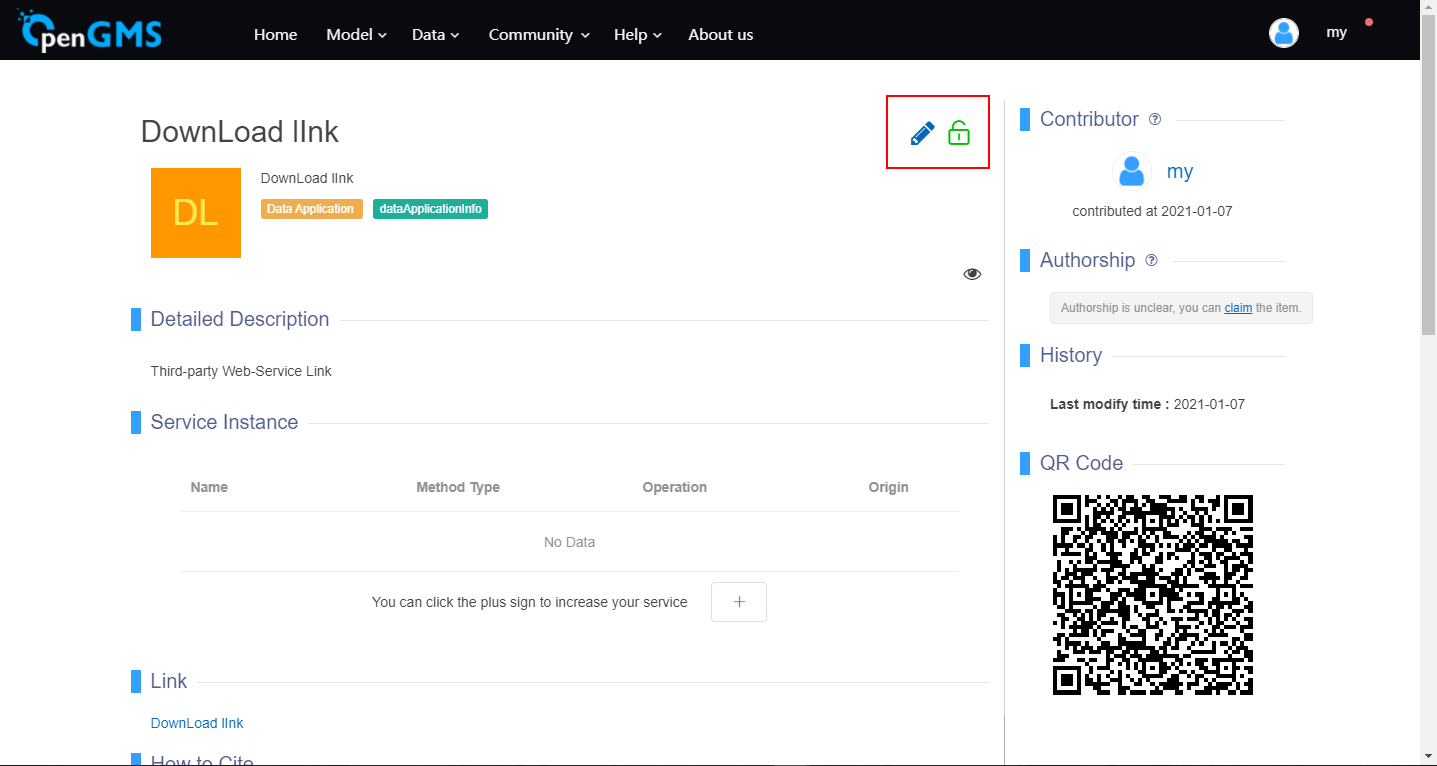 OpenGMS
Home Model Data Community Help About us my
DownLoad lInk
DL
DownLoad lInk
Data Application dataApplicationInfo
Detailed Description
Third-party Web-Service Link
Service Instance
Name Method Type Operation Origin
No Data
You can click the plus sign to increase your service +
Link
DownLoad lInk
How to Cite
Contributor ?
my
contributed at 2021-01-07
Authorship ?
Authorship is unclear, you can claim the item.
History
Last modify time : 2021-01-07
QR Code